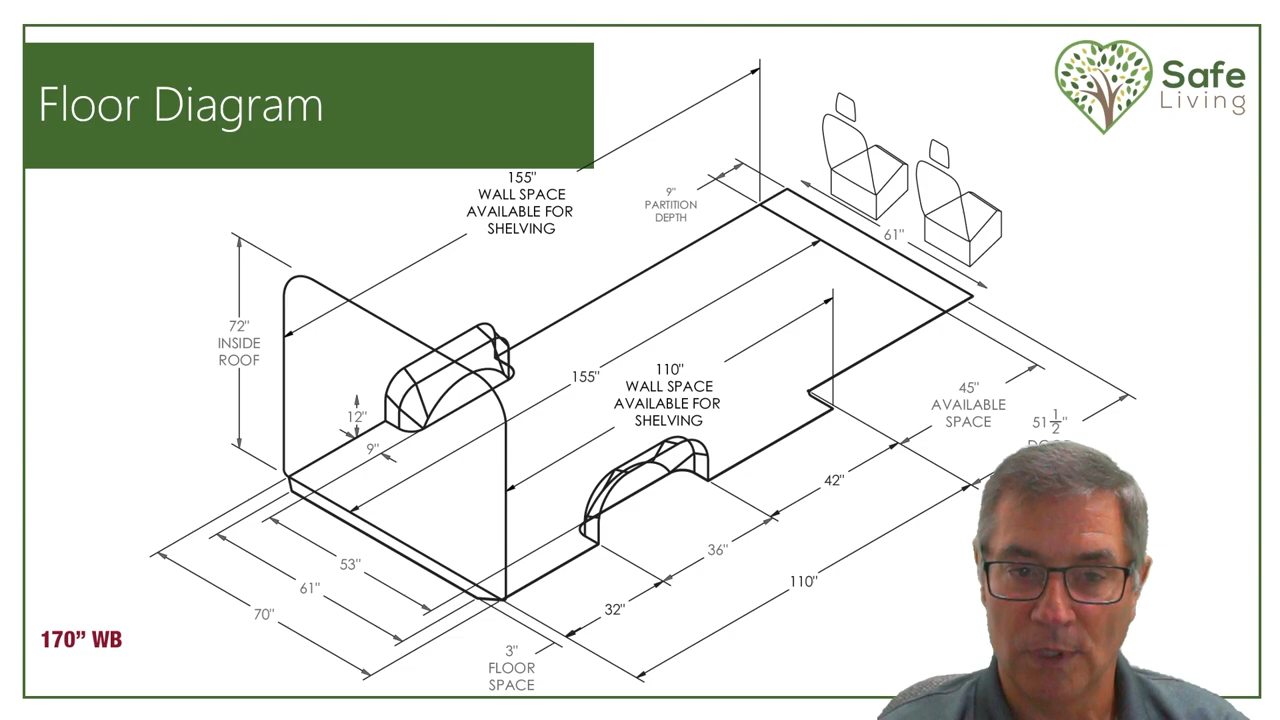 Floor Diagram
Safe
Living
155"
WALL SPACE
AVAILABLE FOR
SHELVING
9"
PARTITION
DEPTH
61"
72"
INSIDE
ROOF
12"
9"
155"
110"
WALL SPACE
AVAILABLE FOR
SHELVING
45"
AVAILABLE
SPACE
51 1/2"
42"
36"
32"
110"
53"
61"
70"
3"
FLOOR
SPACE
170” WB